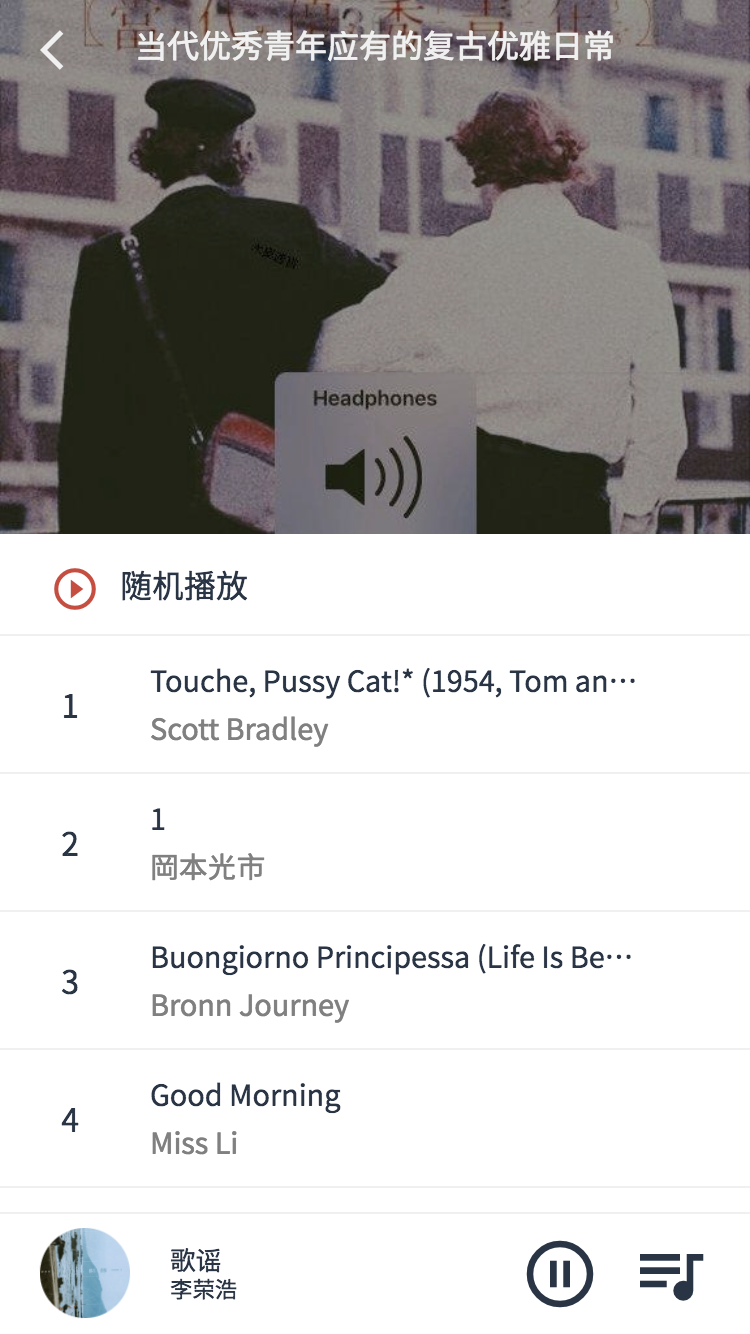 当代优秀青年应有的复古优雅日常
Headphones
随机播放
1
Touche, Pussy Cat!* (1954, Tom an···
Scott Bradley
2
1
岡本光市
3
Buongiorno Principessa (Life Is Be···
Bronn Journey
4
Good Morning
Miss Li
歌谣
李荣浩